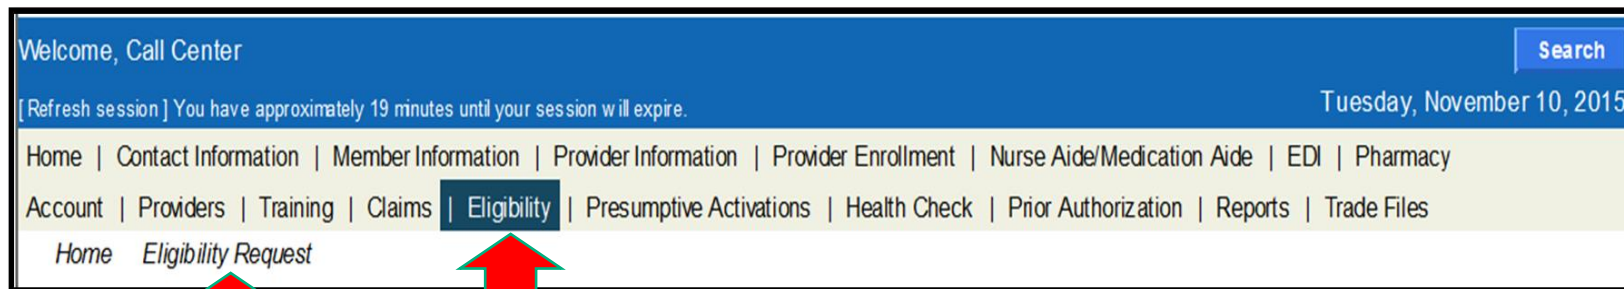 Welcome, Call Center
Search
[ Refresh session ] You have approximately 19 minutes until your session will expire.
Tuesday, November 10, 2015
Home | Contact Information | Member Information | Provider Information | Provider Enrollment | Nurse Aide/Medication Aide | EDI | Pharmacy
Account | Providers | Training | Claims | Eligibility | Presumptive Activations | Health Check | Prior Authorization | Reports | Trade Files
Home Eligibility Request